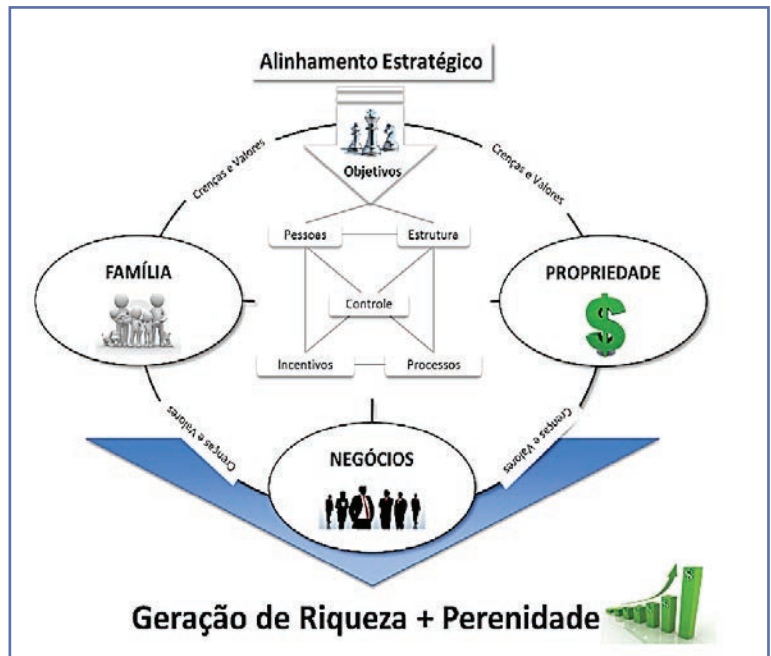 Alinhamento Estratégico
Crenças e Valores
Crenças e Valores
Objetivos
Pessoas
Estrutura
FAMÍLIA
PROPRIEDADE
Controle
$
Incentivos
Processos
Crenças e Valores
Crenças e Valores
NEGÓCIOS
Geração de Riqueza + Perenidade